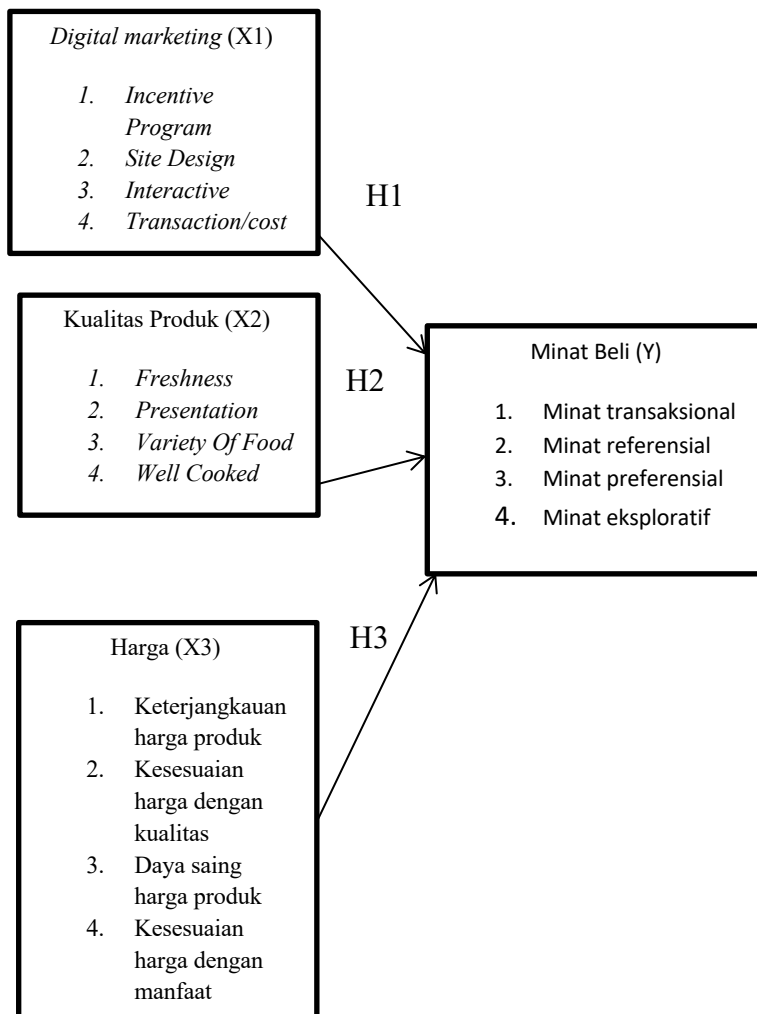 Digital marketing (X1)
1. Incentive
Program
2. Site Design
3. Interactive
4. Transaction/cost
H1
Kualitas Produk (X2)
1. Freshness
2. Presentation
3. Variety Of Food
4. Well Cooked
H2
Minat Beli (Y)
1. Minat transaksional
2. Minat referensial
3. Minat preferensial
4. Minat eksploratif
Harga (X3)
1. Keterjangkauan
harga produk
2. Kesesuaian
harga dengan
kualitas
3. Daya saing
harga produk
4. Kesesuaian
harga dengan
manfaat
H3